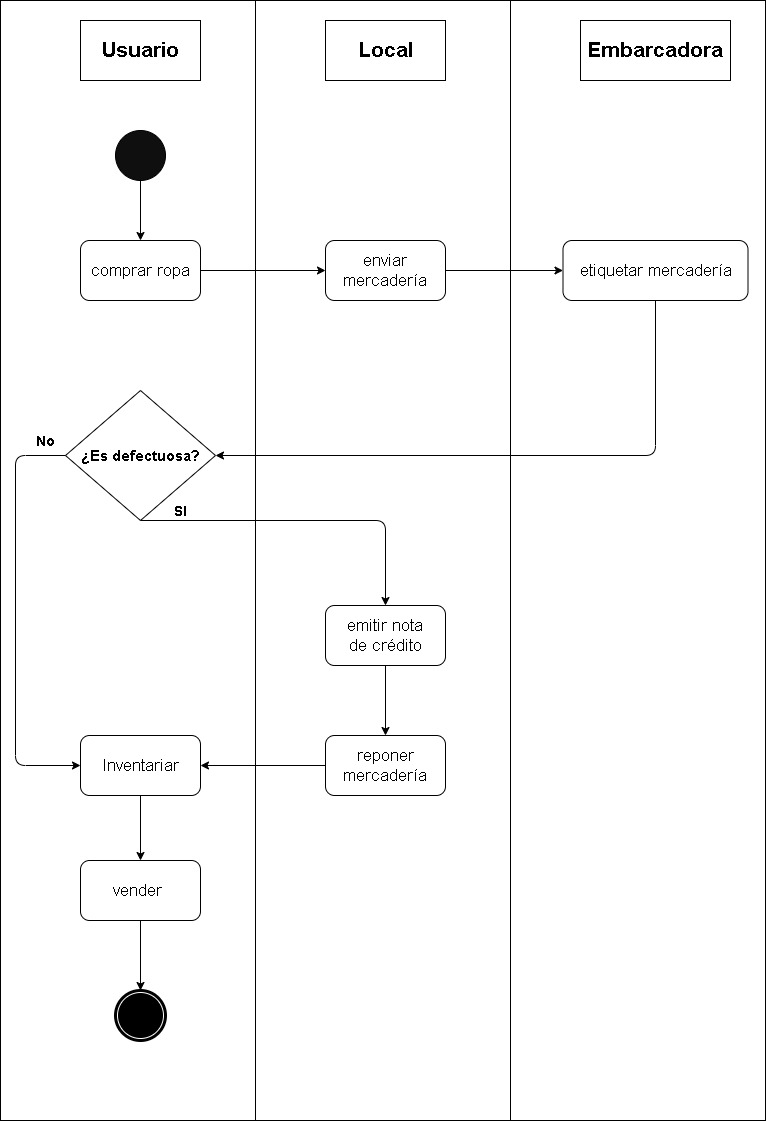 Usuario
Local
Embarcadora
comprar ropa
enviar
mercadería
etiquetar mercadería
No
¿Es defectuosa?
SI
emitir nota
de crédito
Inventariar
reponer
mercadería
vender